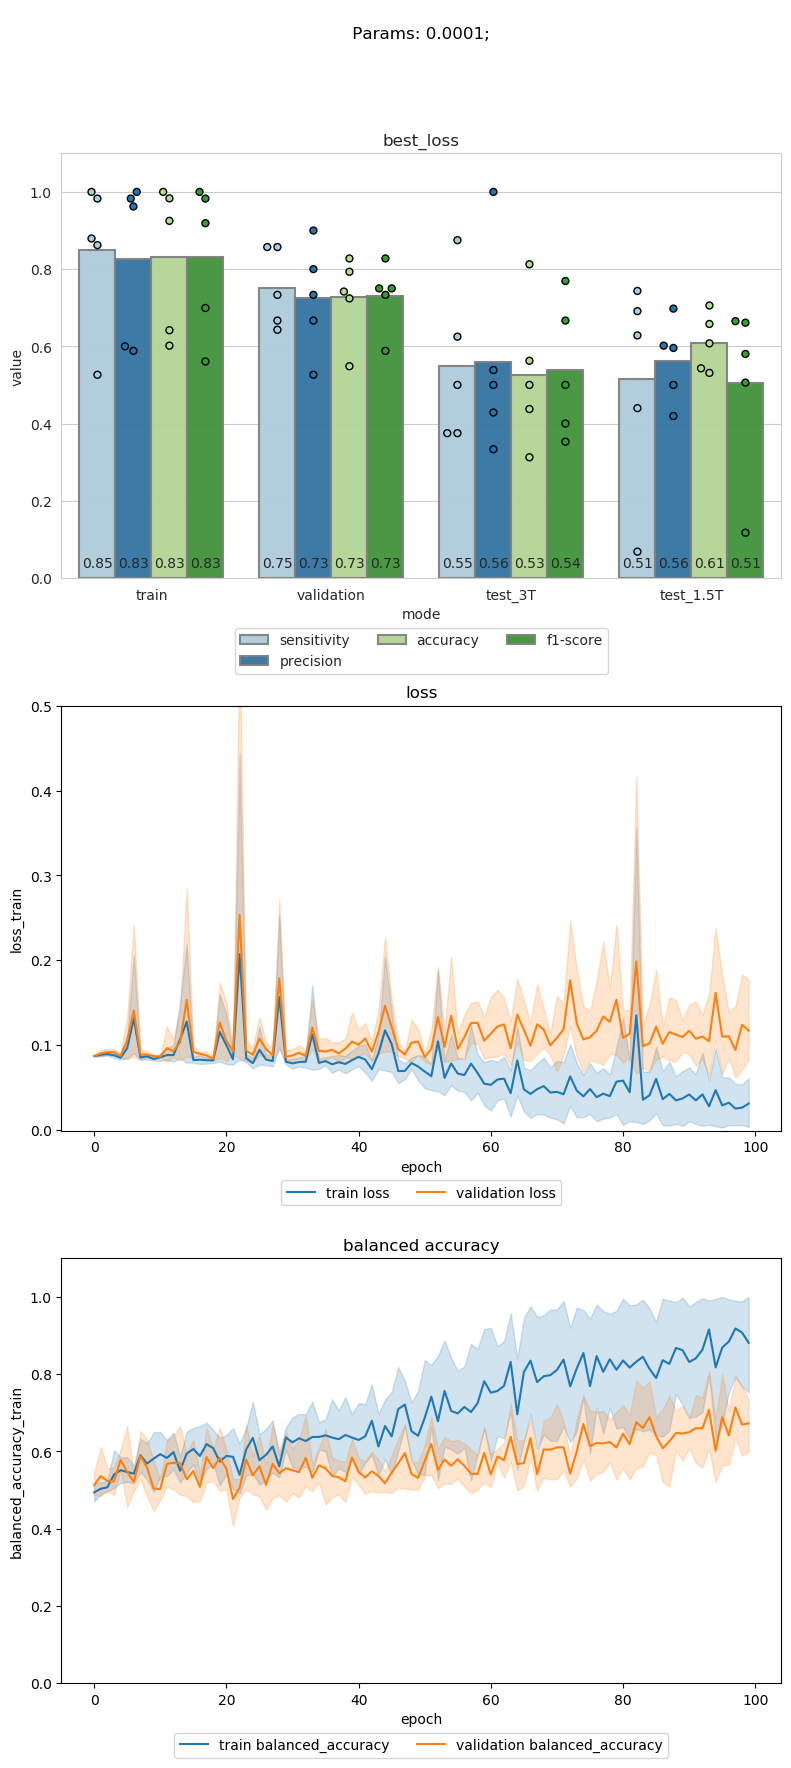 Params: 0.0001;
best_loss
1.0
0.8
0.6
0.4
0.2
0.0
value
0.85 0.83 0.83 0.83 0.75 0.73 0.73 0.73 0.55 0.56 0.53 0.54 0.51 0.56 0.61 0.51
train validation test_3T test_1.5T
mode
sensitivity accuracy f1-score
precision
loss
0.5
0.4
0.3
0.2
0.1
0.0
loss_train
0 20 40 60 80 100
epoch
train loss validation loss
balanced accuracy
1.0
0.8
0.6
0.4
0.2
0.0
balanced_accuracy_train
0 20 40 60 80 100
epoch
train balanced_accuracy validation balanced_accuracy